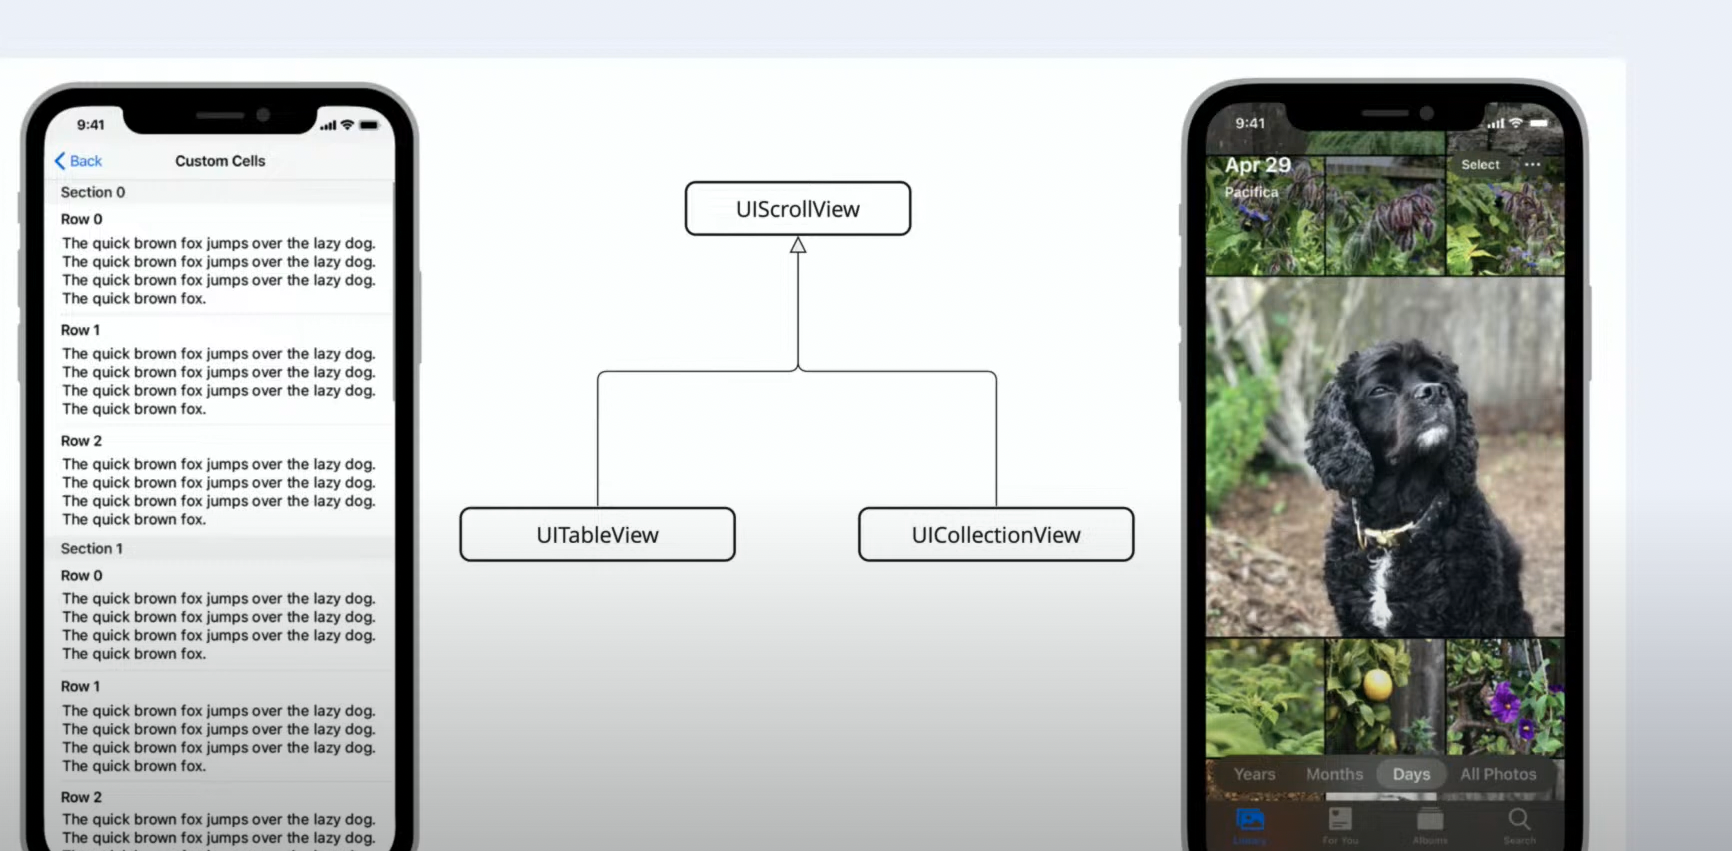 9:41
Back
Custom Cells
Section 0
Row 0
The quick brown fox jumps over the lazy dog.
The quick brown fox jumps over the lazy dog.
The quick brown fox jumps over the lazy dog.
The quick brown fox.
Row 1
The quick brown fox jumps over the lazy dog.
The quick brown fox jumps over the lazy dog.
The quick brown fox jumps over the lazy dog.
The quick brown fox.
Row 2
The quick brown fox jumps over the lazy dog.
The quick brown fox jumps over the lazy dog.
The quick brown fox jumps over the lazy dog.
The quick brown fox.
Section 1
Row 0
The quick brown fox jumps over the lazy dog.
The quick brown fox jumps over the lazy dog.
The quick brown fox jumps over the lazy dog.
The quick brown fox.
Row 1
The quick brown fox jumps over the lazy dog.
The quick brown fox jumps over the lazy dog.
The quick brown fox jumps over the lazy dog.
The quick brown fox.
Row 2
The quick brown fox jumps over the lazy dog.
The quick brown fox jumps over the lazy dog.
UIScrollView
UITableView
UICollectionView
9:41
Apr 29
Select
Pacifica
Years Months Days All Photos
Library For You Albums Search